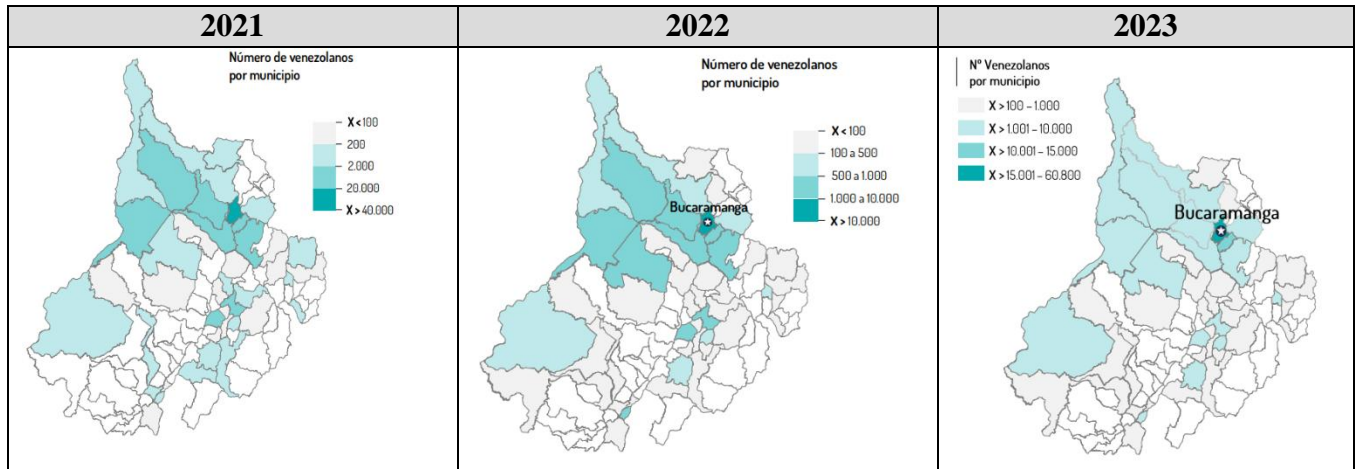 2021
2022
2023
Número de venezolanos
por municipio
X < 100
200
2.000
20.000
X > 40.000
Número de venezolanos
por municipio
X < 100
100 a 500
500 a 1.000
1.000 a 10.000
X > 10.000
Bucaramanga
Nº Venezolanos
por municipio
X > 100 – 1.000
X > 1.001 – 10.000
X > 10.001 – 15.000
X > 15.001 – 60.800
Bucaramanga